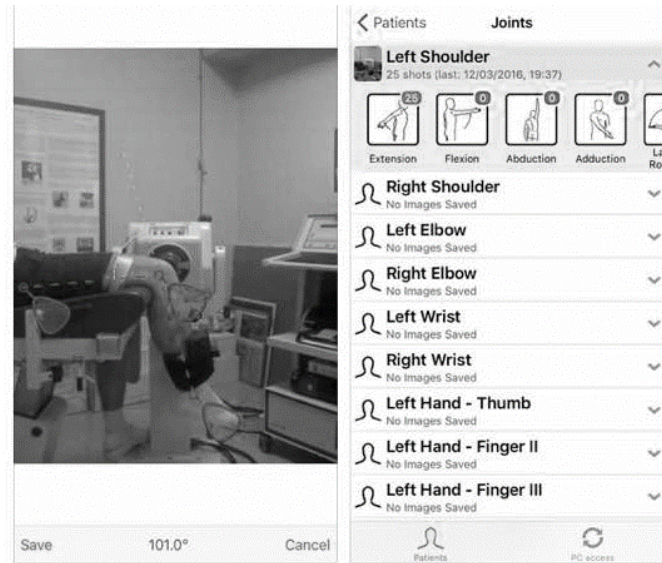 Save 101.0° Cancel
Patients Joints
Left Shoulder
25 shots (last: 12/03/2016, 19:37)
25 0 0 0
Extension Flexion Abduction Adduction La
Ro
Right Shoulder
No Images Saved
Left Elbow
No Images Saved
Right Elbow
No Images Saved
Left Wrist
No Images Saved
Right Wrist
No Images Saved
Left Hand - Thumb
No Images Saved
Left Hand - Finger II
No Images Saved
Left Hand - Finger III
No Images Saved
Patients PC access